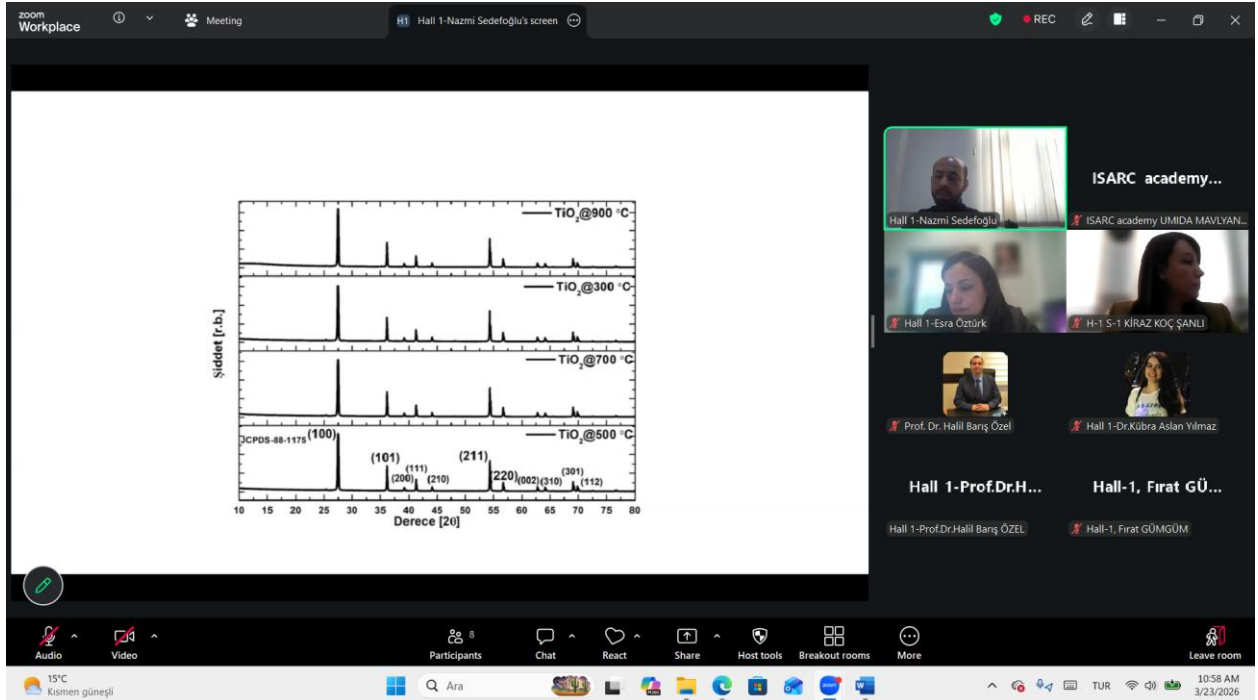 zoom
Workplace
Meeting
H1 Hall 1-Nazmi Sedefoğlu's screen
REC
TiO2@900 °C
TiO2@300 °C
TiO2@700 °C
TiO2@500 °C
Şiddet [r.b.]
JCPDS-88-1175
(100)
(101)
(200)
(111)
(210)
(211)
(220)
(002)
(310)
(301)
(112)
10 15 20 25 30 35 40 45 50 55 60 65 70 75 80
Derece [2θ]
Hall 1-Nazmi Sedefoğlu
ISARC academy...
ISARC academy UMIDA MAVLYAN...
Hall 1-Esra Öztürk
H-1 S-1 KİRAZ KOÇ ŞANLI
Prof. Dr. Halil Barış Özel
Hall 1-Dr.Kübra Aslan Yılmaz
Hall 1-Prof.Dr.H...
Hall-1, Fırat GÜ...
Hall 1-Prof.Dr.Halil Barış ÖZEL
Hall-1, Fırat GÜMGÜM
Audio
Video
8
Participants
Chat
React
Share
Host tools
Breakout rooms
More
Leave room
15°C
Kısmen güneşli
Ara
TUR
10:58 AM
3/23/2026